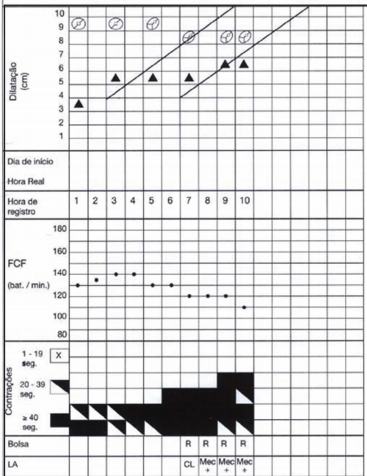 10
9
8
7
6
5
4
3
2
1
Dilatação
(cm)
Dia de início
Hora Real
Hora de
registro
1 2 3 4 5 6 7 8 9 10
180
160
FCF
140
(bat. / min.)
120
100
80
Contrações
1 - 19
seg.
X
20 - 39
seg.
≥ 40
seg.
Bolsa
R R R R
LA
CL Mec Mec Mec
+ + +